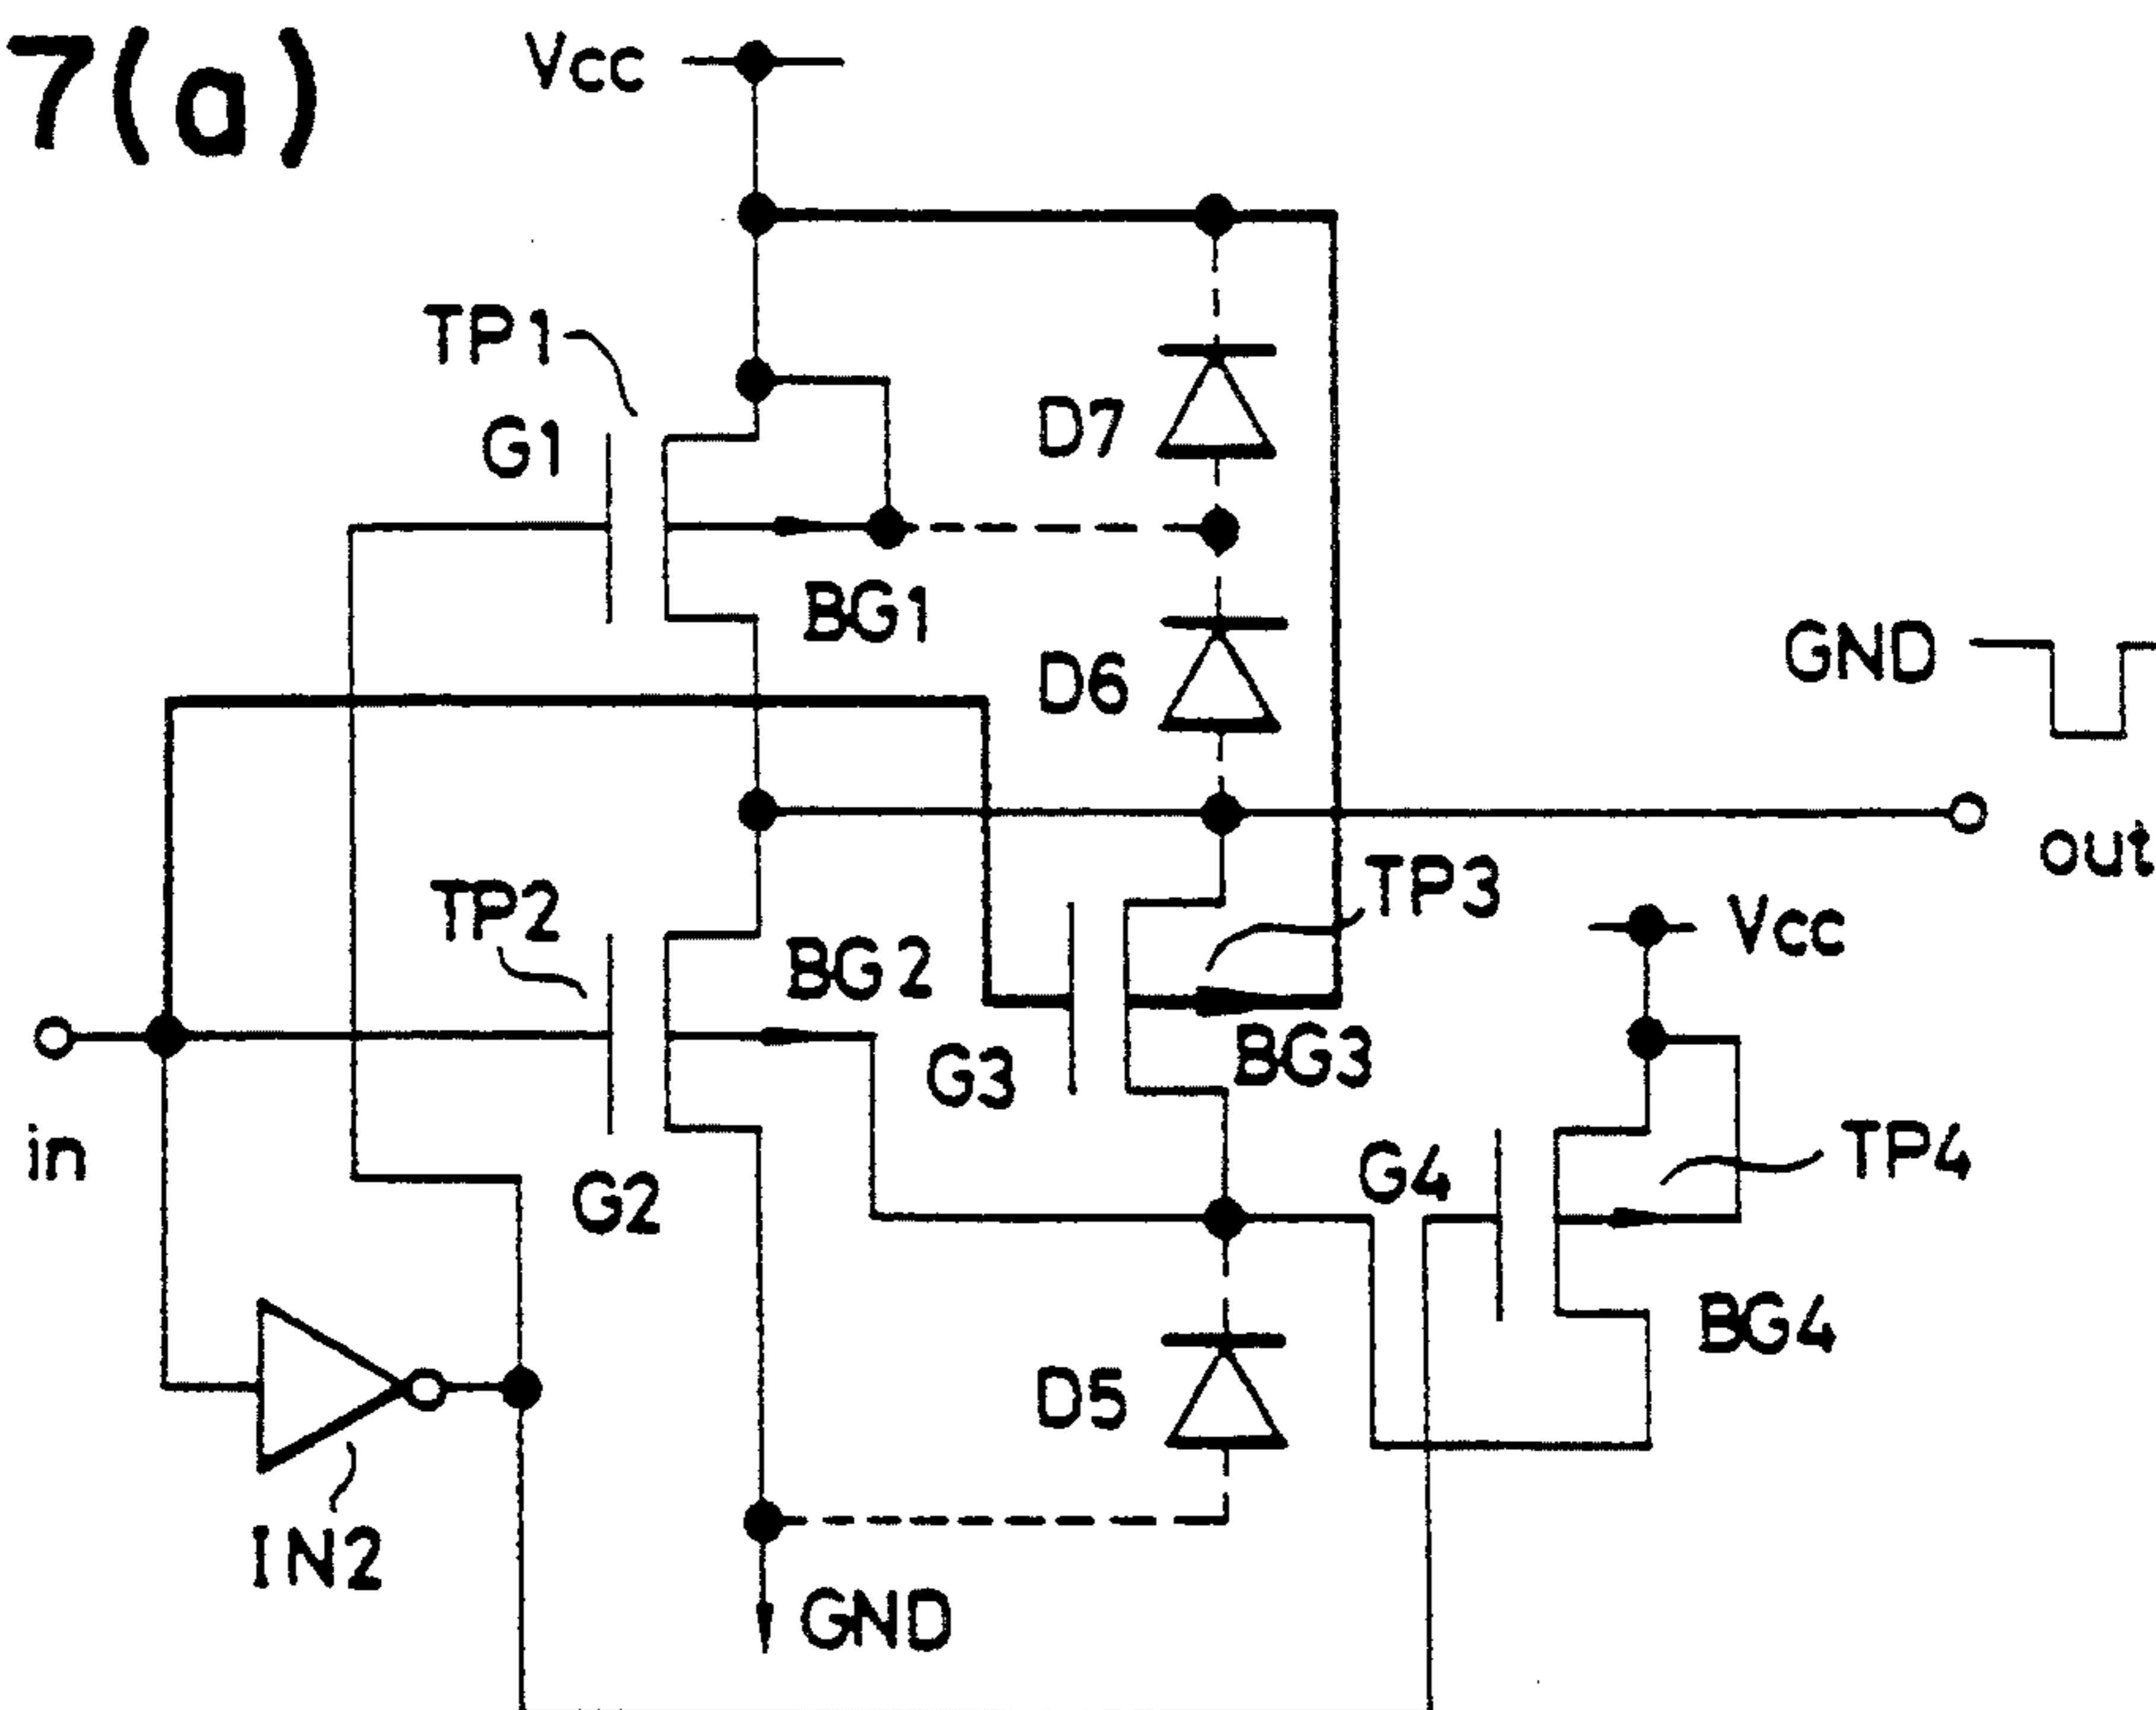 7(a)
Vcc
TP1
G1
D7
BG1
D6
GND
out
TP2
BG2
TP3
Vcc
in
G3
BG3
G2
G4
TP4
BG4
D5
IN2
GND